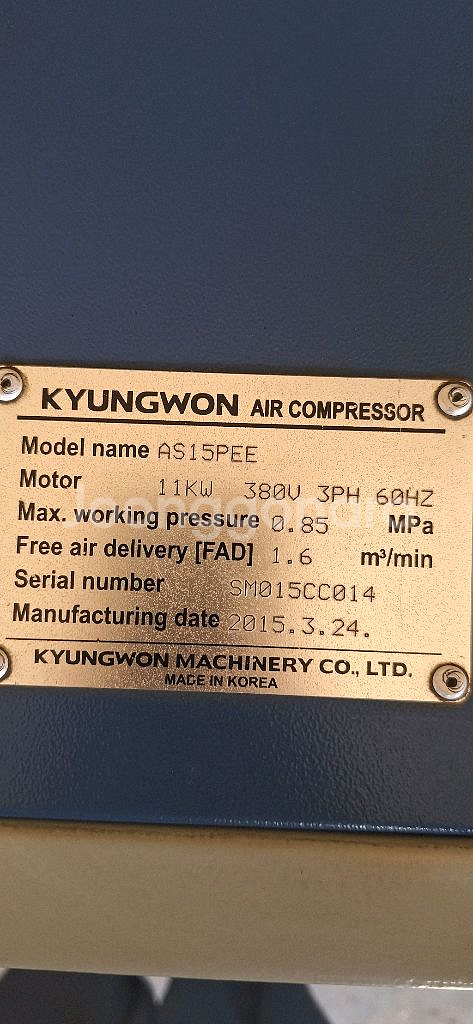 KYUNGWON AIR COMPRESSOR
Model name AS15PEE
Motor 11KW 380V 3PH 60HZ
Max. working pressure 0.85 MPa
Free air delivery [FAD] 1.6 m³/min
Serial number SM015CC014
Manufacturing date 2015.3.24.
KYUNGWON MACHINERY CO., LTD.
MADE IN KOREA